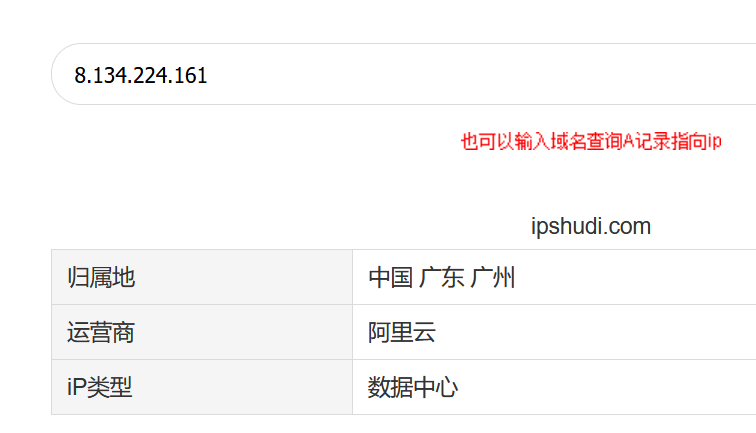 8.134.224.161
也可以输入域名查询A记录指向ip
ipshudi.com
归属地 中国 广东 广州
运营商 阿里云
iP类型 数据中心